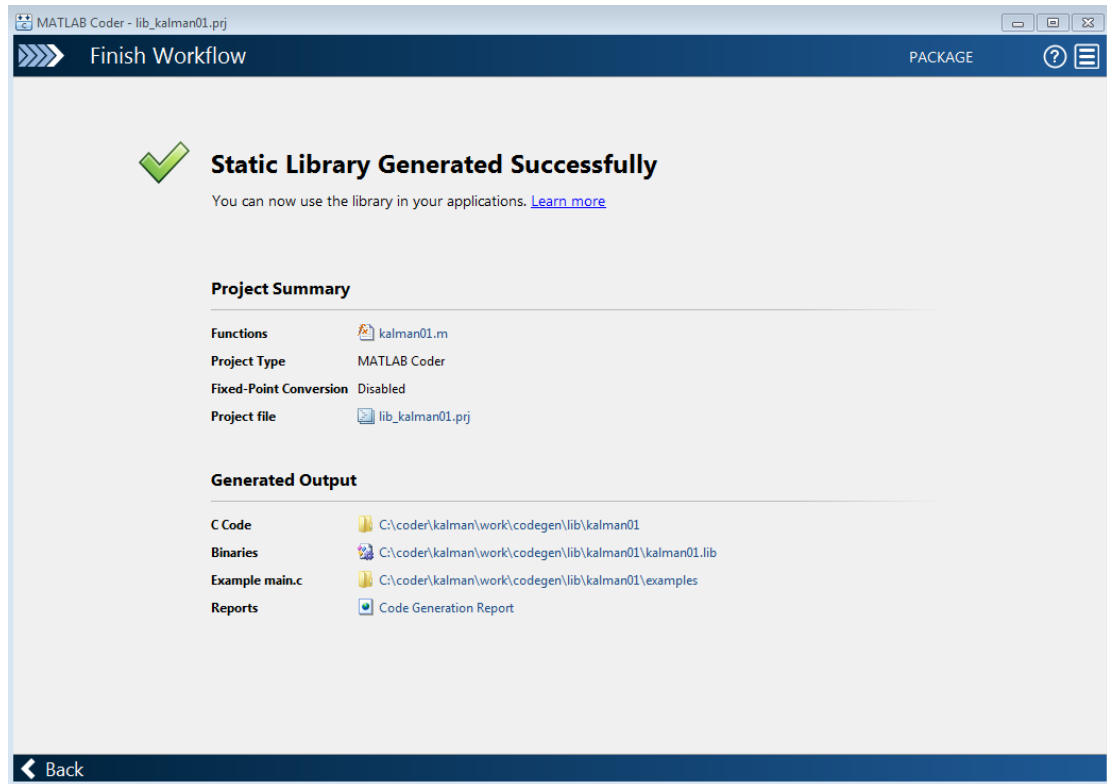 MATLAB Coder - lib_kalman01.prj
Finish Workflow PACKAGE ?
Static Library Generated Successfully
You can now use the library in your applications. Learn more
Project Summary
Functions kalman01.m
Project Type MATLAB Coder
Fixed-Point Conversion Disabled
Project file lib_kalman01.prj
Generated Output
C Code C:\coder\kalman\work\codegen\lib\kalman01
Binaries C:\coder\kalman\work\codegen\lib\kalman01\kalman01.lib
Example main.c C:\coder\kalman\work\codegen\lib\kalman01\examples
Reports Code Generation Report
Back